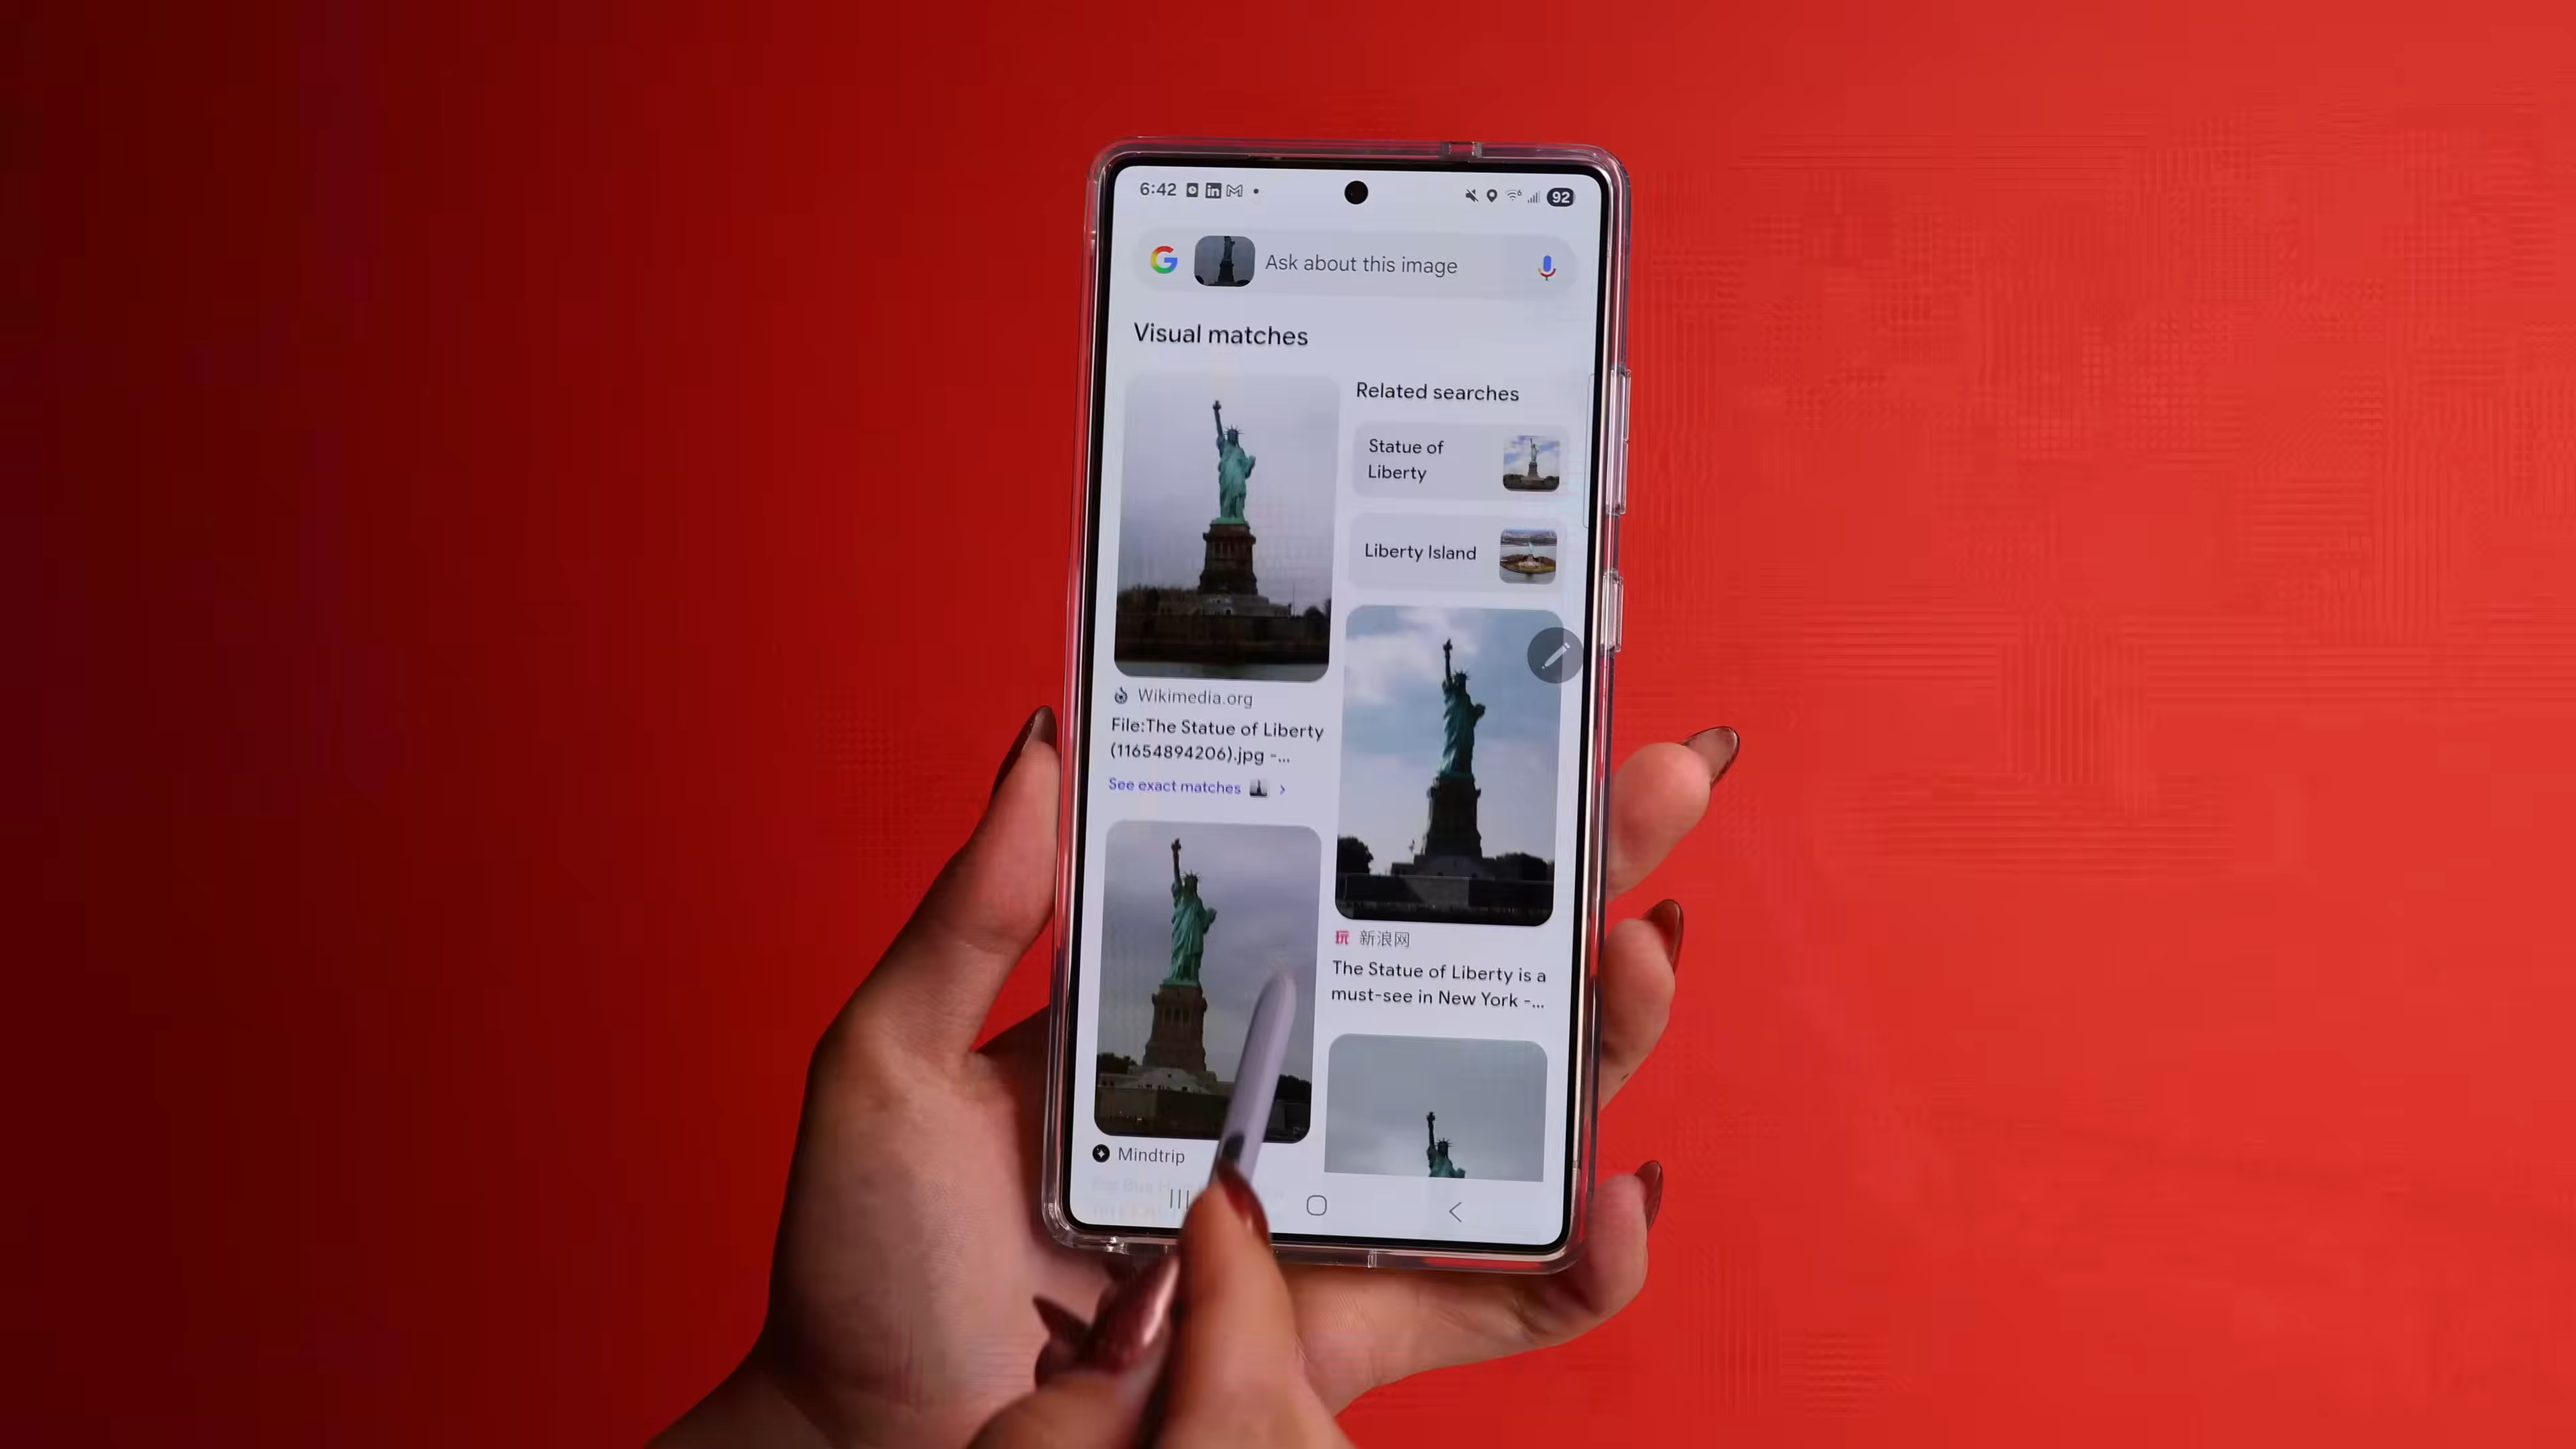 6:42
92
Ask about this image
Visual matches
Related searches
Statue of
Liberty
Liberty Island
Wikimedia.org
File:The Statue of Liberty
(11654894206).jpg -...
See exact matches
玩 新浪网
The Statue of Liberty is a
must-see in New York -...
Mindtrip